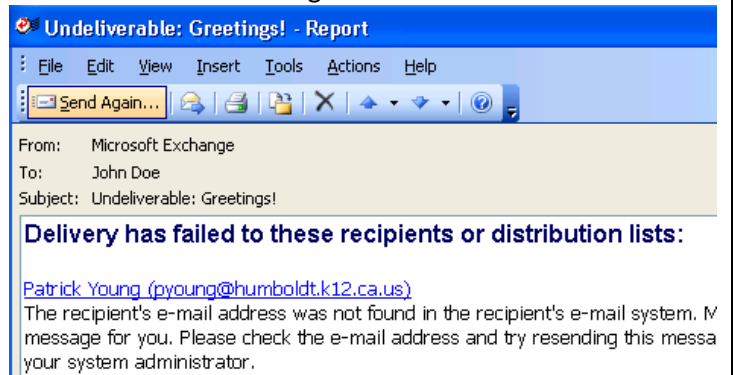 Undeliverable: Greetings! - Report
File Edit View Insert Tools Actions Help
Send Again...
From: Microsoft Exchange
To: John Doe
Subject: Undeliverable: Greetings!
Delivery has failed to these recipients or distribution lists:
Patrick Young (pyoung@humboldt.k12.ca.us)
The recipient's e-mail address was not found in the recipient's e-mail system. M
message for you. Please check the e-mail address and try resending this messa
your system administrator.